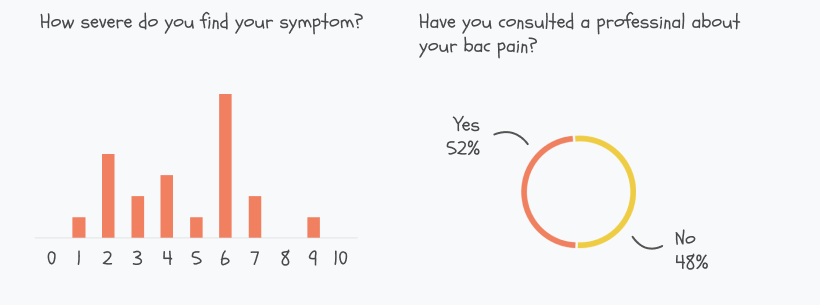 How severe do you find your symptom?
0 1 2 3 4 5 6 7 8 9 10
Have you consulted a professinal about
your bac pain?
Yes
52%
No
48%